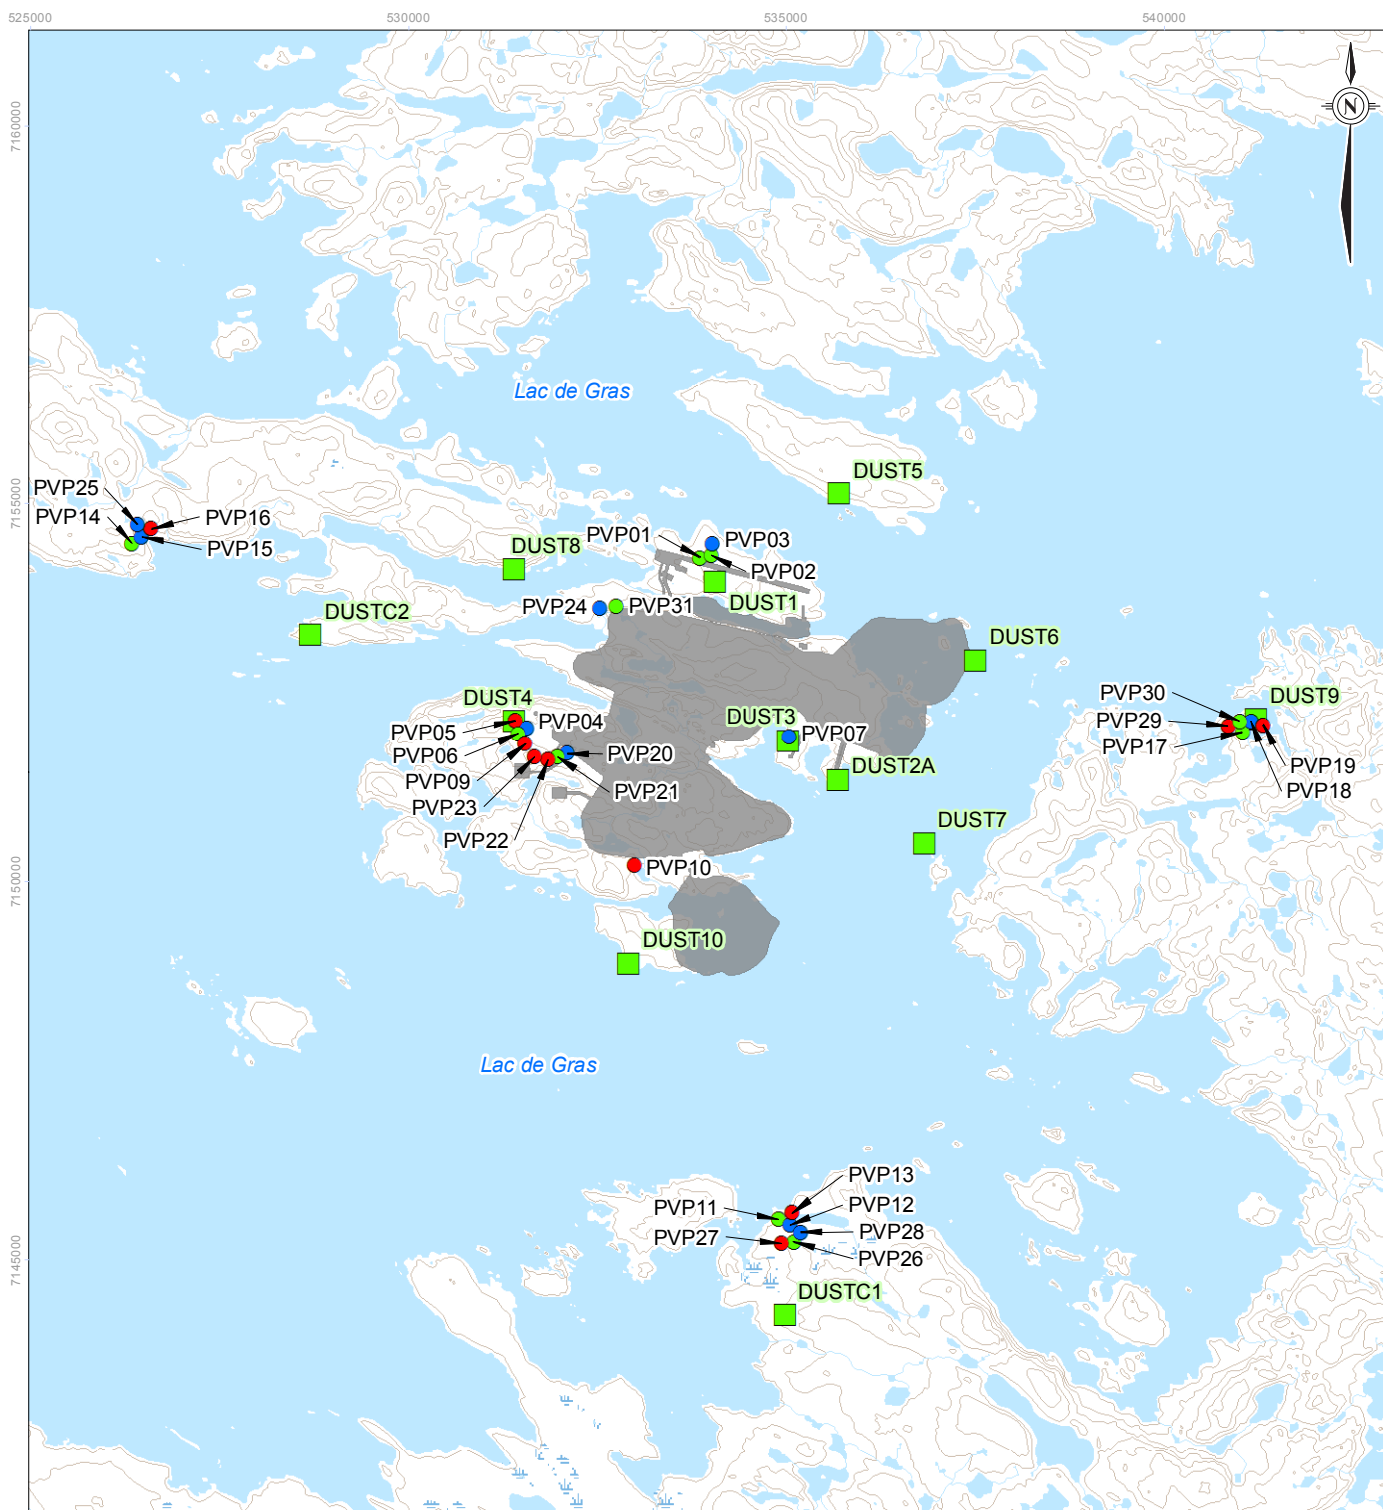 525000
530000
535000
540000
N
7160000
Lac de Gras
DUST5
PVP25
PVP14
PVP16
PVP15
7155000
PVP01
PVP03
PVP02
DUST8
DUST1
PVP24
PVP31
DUSTC2
DUST6
DUST4
PVP04
PVP05
PVP06
PVP09
PVP23
PVP22
PVP20
PVP21
DUST3
PVP07
DUST2A
PVP30
DUST9
PVP29
PVP17
PVP19
PVP18
DUST7
PVP10
7150000
DUST10
Lac de Gras
PVP13
PVP11
PVP12
PVP27
PVP28
PVP26
7145000
DUSTC1